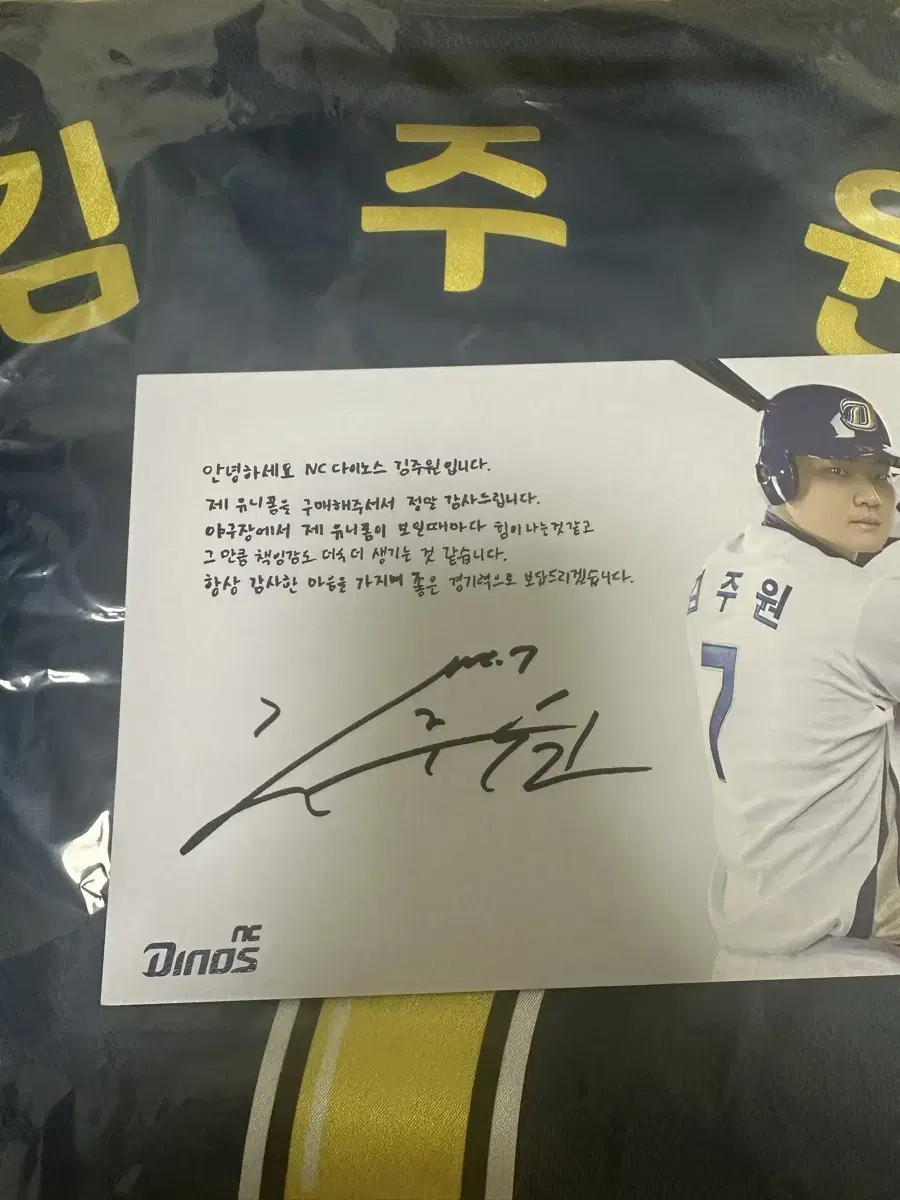 김 주 원
안녕하세요 NC 다이노스 김주원입니다.
제 유니폼을 구매해주셔서 정말 감사드립니다.
야구장에서 제 유니폼이 보일때마다 힘이나는것같고
그 만큼 책임감도 더욱 더 생기는 것 같습니다.
항상 감사한 마음을 가지며 좋은 경기력으로 보답드리겠습니다.
no.7
김주원
김주원
7
NC
DINOS